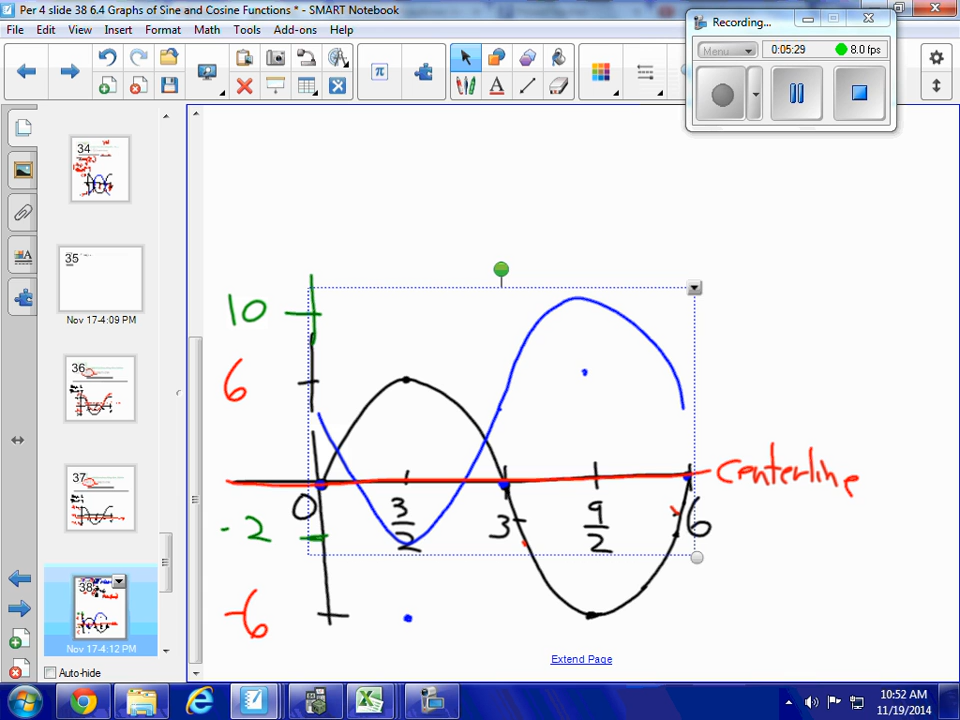 Per 4 slide 38 6.4 Graphs of Sine and Cosine Functions * - SMART Notebook
Recording...
File Edit View Insert Format Math Tools Add-ons Help
Menu
0:05:29
8.0 fps
34
35
Nov 17-4:09 PM
36
37
38
Nov 17-4:12 PM
Auto-hide
10
6
Centerline
0
3/2
3
9/2
6
-2
-6
Extend Page
10:52 AM
11/19/2014